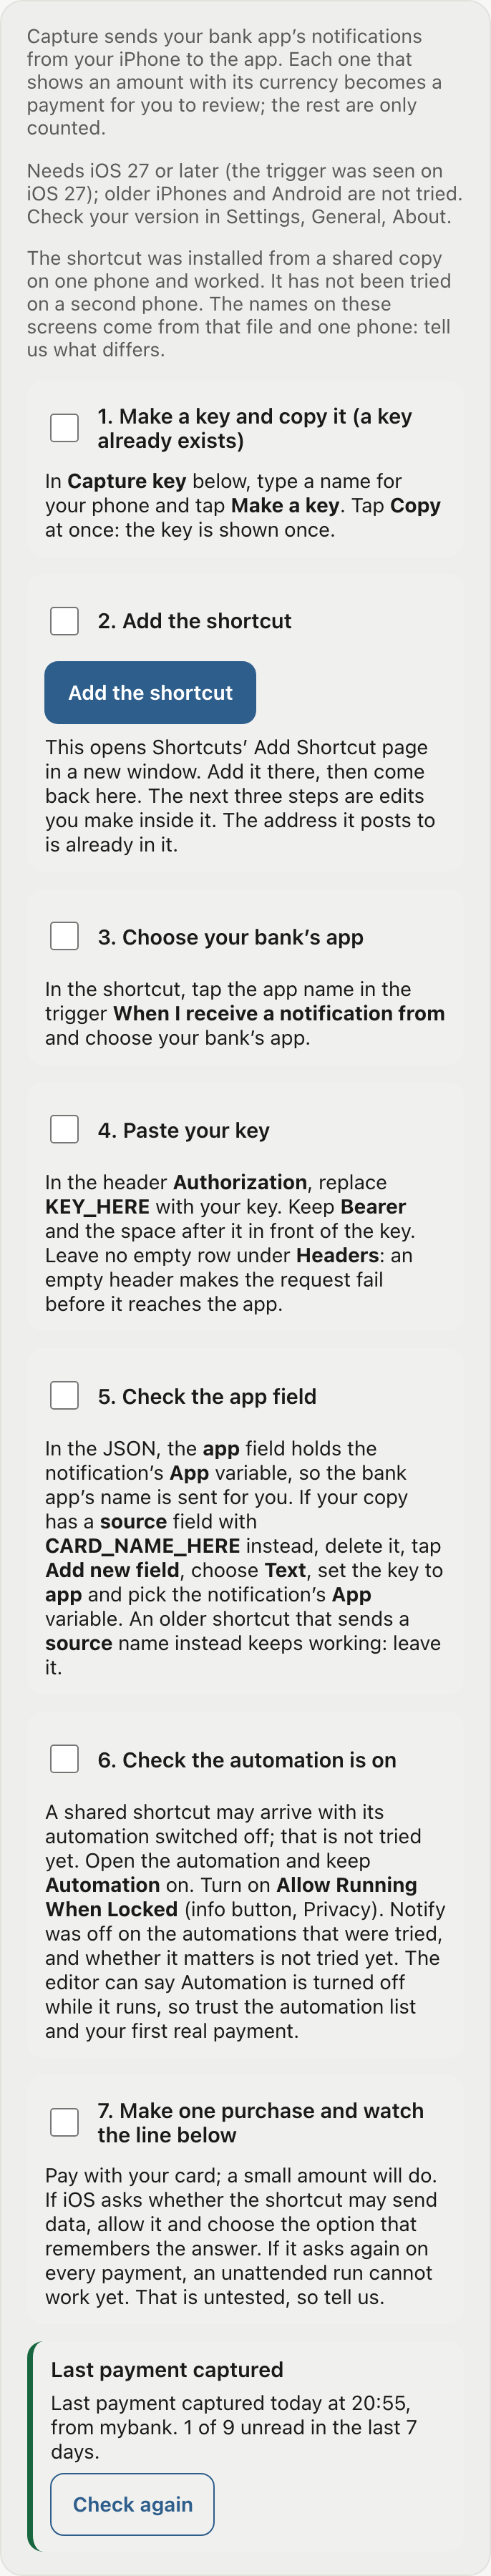 Capture sends your bank app’s notifications
from your iPhone to the app. Each one that
shows an amount with its currency becomes a
payment for you to review; the rest are only
counted.
Needs iOS 27 or later (the trigger was seen on
iOS 27); older iPhones and Android are not tried.
Check your version in Settings, General, About.
The shortcut was installed from a shared copy
on one phone and worked. It has not been tried
on a second phone. The names on these
screens come from that file and one phone: tell
us what differs.
1. Make a key and copy it (a key
already exists)
In Capture key below, type a name for
your phone and tap Make a key. Tap Copy
at once: the key is shown once.
2. Add the shortcut
Add the shortcut
This opens Shortcuts’ Add Shortcut page
in a new window. Add it there, then come
back here. The next three steps are edits
you make inside it. The address it posts to
is already in it.
3. Choose your bank’s app
In the shortcut, tap the app name in the
trigger When I receive a notification from
and choose your bank’s app.
4. Paste your key
In the header Authorization, replace
KEY_HERE with your key. Keep Bearer
and the space after it in front of the key.
Leave no empty row under Headers: an
empty header makes the request fail
before it reaches the app.
5. Check the app field
In the JSON, the app field holds the
notification’s App variable, so the bank
app’s name is sent for you. If your copy
has a source field with
CARD_NAME_HERE instead, delete it, tap
Add new field, choose Text, set the key to
app and pick the notification’s App
variable. An older shortcut that sends a
source name instead keeps working: leave
it.
6. Check the automation is on
A shared shortcut may arrive with its
automation switched off; that is not tried
yet. Open the automation and keep
Automation on. Turn on Allow Running
When Locked (info button, Privacy). Notify
was off on the automations that were tried,
and whether it matters is not tried yet. The
editor can say Automation is turned off
while it runs, so trust the automation list
and your first real payment.
7. Make one purchase and watch
the line below
Pay with your card; a small amount will do.
If iOS asks whether the shortcut may send
data, allow it and choose the option that
remembers the answer. If it asks again on
every payment, an unattended run cannot
work yet. That is untested, so tell us.
Last payment captured
Last payment captured today at 20:55,
from mybank. 1 of 9 unread in the last 7
days.
Check again